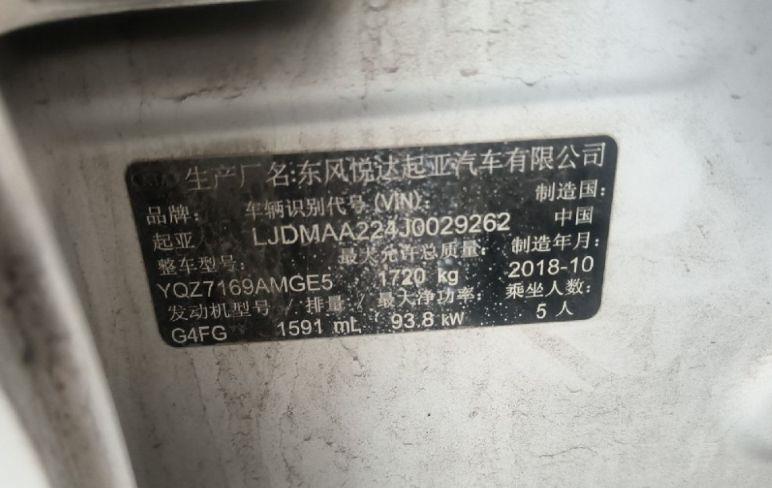 生产厂名:东风悦达起亚汽车有限公司
品牌: 车辆识别代号(VIN): 制造国:
起亚 LJDMAA224J0029262 中国
整车型号: 最大允许总质量: 制造年月:
YQZ7169AMGE5 1720 kg 2018-10
发动机型号 / 排量 / 最大净功率: 乘坐人数:
G4FG 1591 mL 93.8 kW 5 人